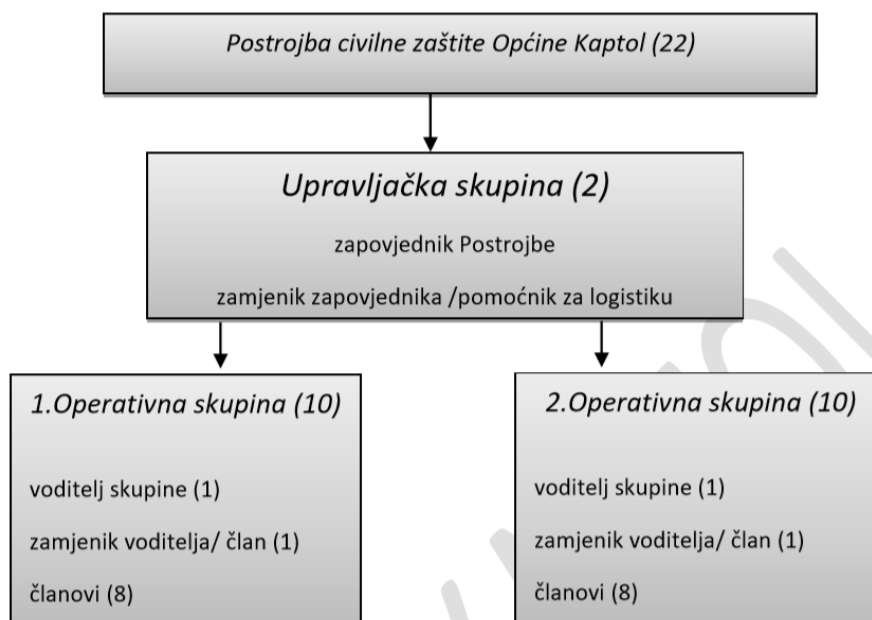 Postrojba civilne zaštite Općine Kaptol (22)
Upravljačka skupina (2)
zapovjednik Postrojbe
zamjenik zapovjednika /pomoćnik za logistiku
1.Operativna skupina (10)
voditelj skupine (1)
zamjenik voditelja/ član (1)
članovi (8)
2.Operativna skupina (10)
voditelj skupine (1)
zamjenik voditelja/ član (1)
članovi (8)